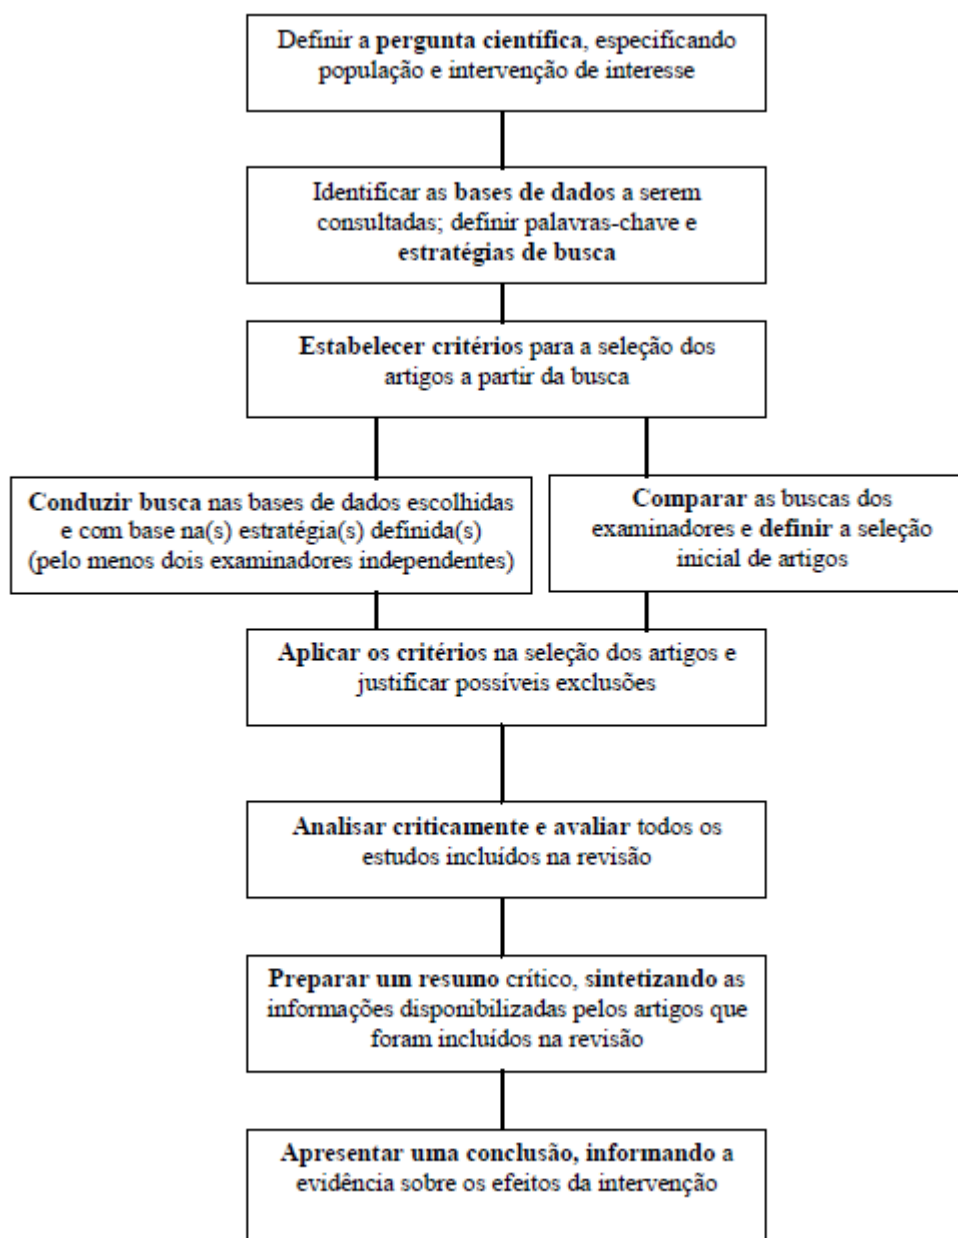 Definir a pergunta científica, especificando
população e intervenção de interesse
Identificar as bases de dados a serem
consultadas; definir palavras-chave e
estratégias de busca
Estabelecer critérios para a seleção dos
artigos a partir da busca
Conduzir busca nas bases de dados escolhidas
e com base na(s) estratégia(s) definida(s)
(pelo menos dois examinadores independentes)
Comparar as buscas dos
examinadores e definir a seleção
inicial de artigos
Aplicar os critérios na seleção dos artigos e
justificar possíveis exclusões
Analisar criticamente e avaliar todos os
estudos incluídos na revisão
Preparar um resumo crítico, sintetizando as
informações disponibilizadas pelos artigos que
foram incluídos na revisão
Apresentar uma conclusão, informando a
evidência sobre os efeitos da intervenção